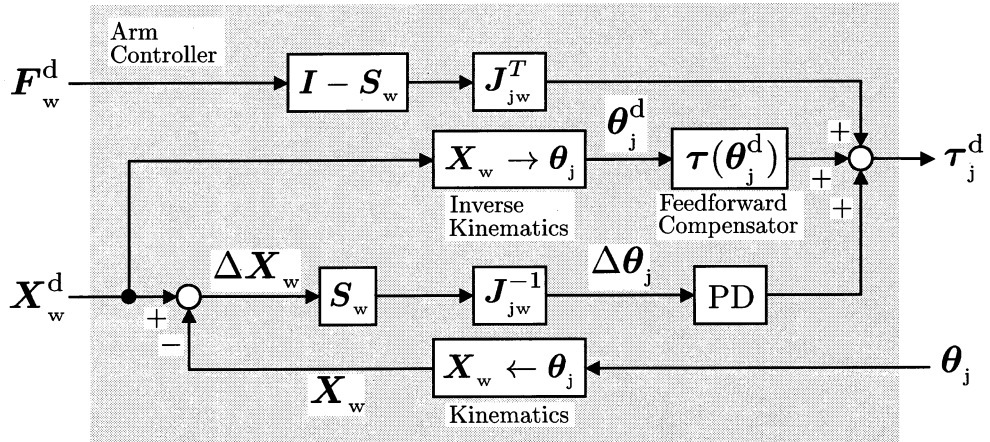 Arm
Controller
F_w^d
I − S_w
J_jw^T
θ_j^d
X_w → θ_j
τ(θ_j^d)
+
+
+
τ_j^d
Inverse
Kinematics
Feedforward
Compensator
ΔX_w
Δθ_j
X_w^d
S_w
J_jw^−1
PD
+
−
X_w ← θ_j
θ_j
X_w
Kinematics